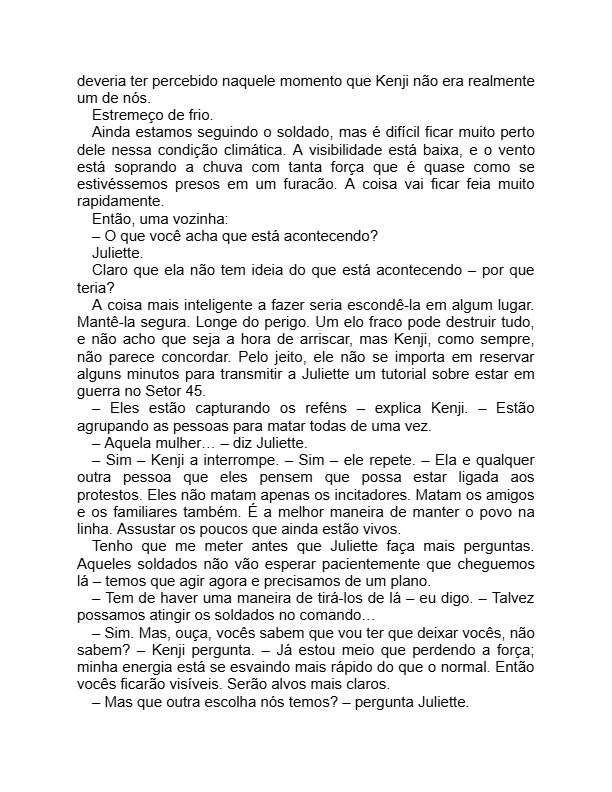 deveria ter percebido naquele momento que Kenji não era realmente
um de nós.
Estremeço de frio.
Ainda estamos seguindo o soldado, mas é difícil ficar muito perto
dele nessa condição climática. A visibilidade está baixa, e o vento
está soprando a chuva com tanta força que é quase como se
estivéssemos presos em um furacão. A coisa vai ficar feia muito
rapidamente.
Então, uma vozinha:
– O que você acha que está acontecendo?
Juliette.
Claro que ela não tem ideia do que está acontecendo – por que
teria?
A coisa mais inteligente a fazer seria escondê-la em algum lugar.
Mantê-la segura. Longe do perigo. Um elo fraco pode destruir tudo,
e não acho que seja a hora de arriscar, mas Kenji, como sempre,
não parece concordar. Pelo jeito, ele não se importa em reservar
alguns minutos para transmitir a Juliette um tutorial sobre estar em
guerra no Setor 45.
– Eles estão capturando os reféns – explica Kenji. – Estão
agrupando as pessoas para matar todas de uma vez.
– Aquela mulher… – diz Juliette.
– Sim – Kenji a interrompe. – Sim – ele repete. – Ela e qualquer
outra pessoa que eles pensem que possa estar ligada aos
protestos. Eles não matam apenas os incitadores. Matam os amigos
e os familiares também. É a melhor maneira de manter o povo na
linha. Assustar os poucos que ainda estão vivos.
Tenho que me meter antes que Juliette faça mais perguntas.
Aqueles soldados não vão esperar pacientemente que cheguemos
lá – temos que agir agora e precisamos de um plano.
– Tem de haver uma maneira de tirá-los de lá – eu digo. – Talvez
possamos atingir os soldados no comando…
– Sim. Mas, ouça, vocês sabem que vou ter que deixar vocês, não
sabem? – Kenji pergunta. – Já estou meio que perdendo a força;
minha energia está se esvaindo mais rápido do que o normal. Então
vocês ficarão visíveis. Serão alvos mais claros.
– Mas que outra escolha nós temos? – pergunta Juliette.